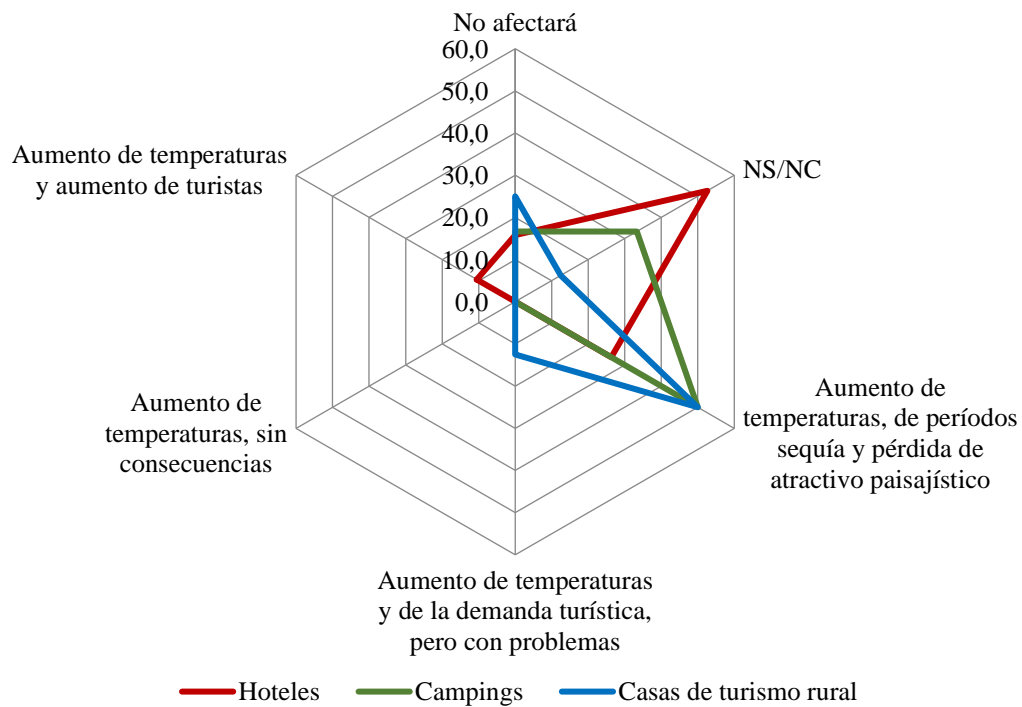 No afectará
60,0
50,0
40,0
30,0
20,0
10,0
0,0
NS/NC
Aumento de
temperaturas, de períodos
sequía y pérdida de
atractivo paisajístico
Aumento de temperaturas
y de la demanda turística,
pero con problemas
Aumento de
temperaturas, sin
consecuencias
Aumento de temperaturas
y aumento de turistas
Hoteles Campings Casas de turismo rural